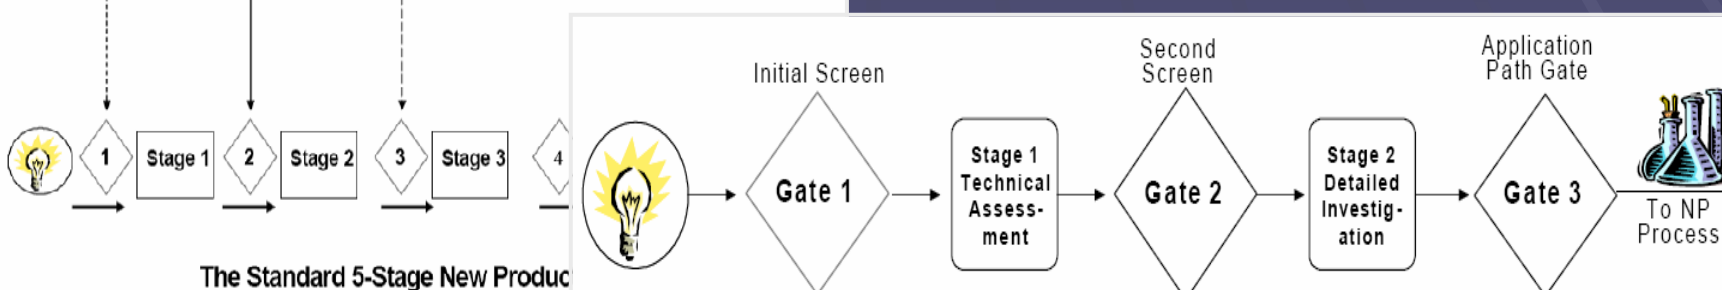 1
Stage 1
2
Stage 2
3
Stage 3
4
The Standard 5-Stage New Produc
Initial Screen
Gate 1
Stage 1
Technical
Assess-
ment
Second
Screen
Gate 2
Stage 2
Detailed
Investig-
ation
Application
Path Gate
Gate 3
To NP
Process